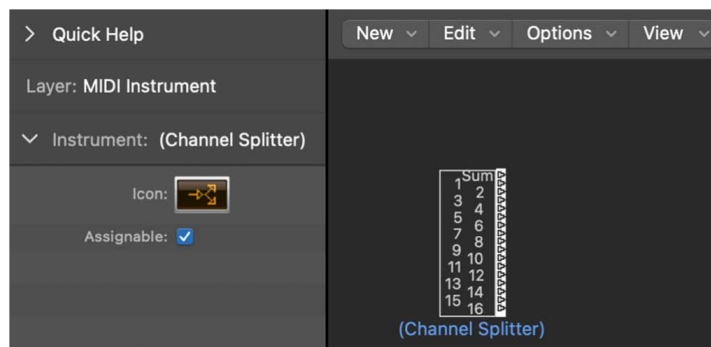 Quick Help
New Edit Options View
Layer: MIDI Instrument
Instrument: (Channel Splitter)
Icon:
Assignable:
Sum
1
2
3
4
5
6
7
8
9
10
11
12
13
14
15
16
(Channel Splitter)